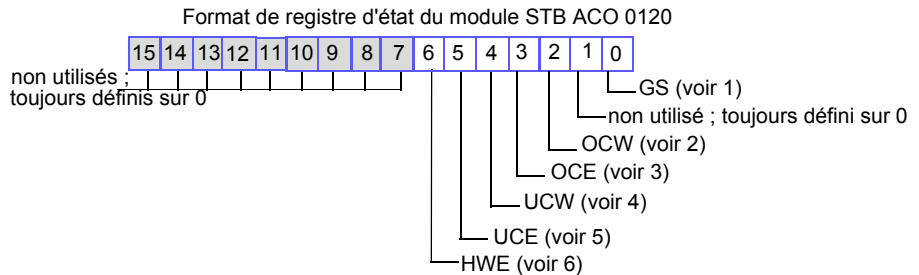 Format de registre d'état du module STB ACO 0120
15 14 13 12 11 10 9 8 7 6 5 4 3 2 1 0
non utilisés ;
toujours définis sur 0
GS (voir 1)
non utilisé ; toujours défini sur 0
OCW (voir 2)
OCE (voir 3)
UCW (voir 4)
UCE (voir 5)
HWE (voir 6)